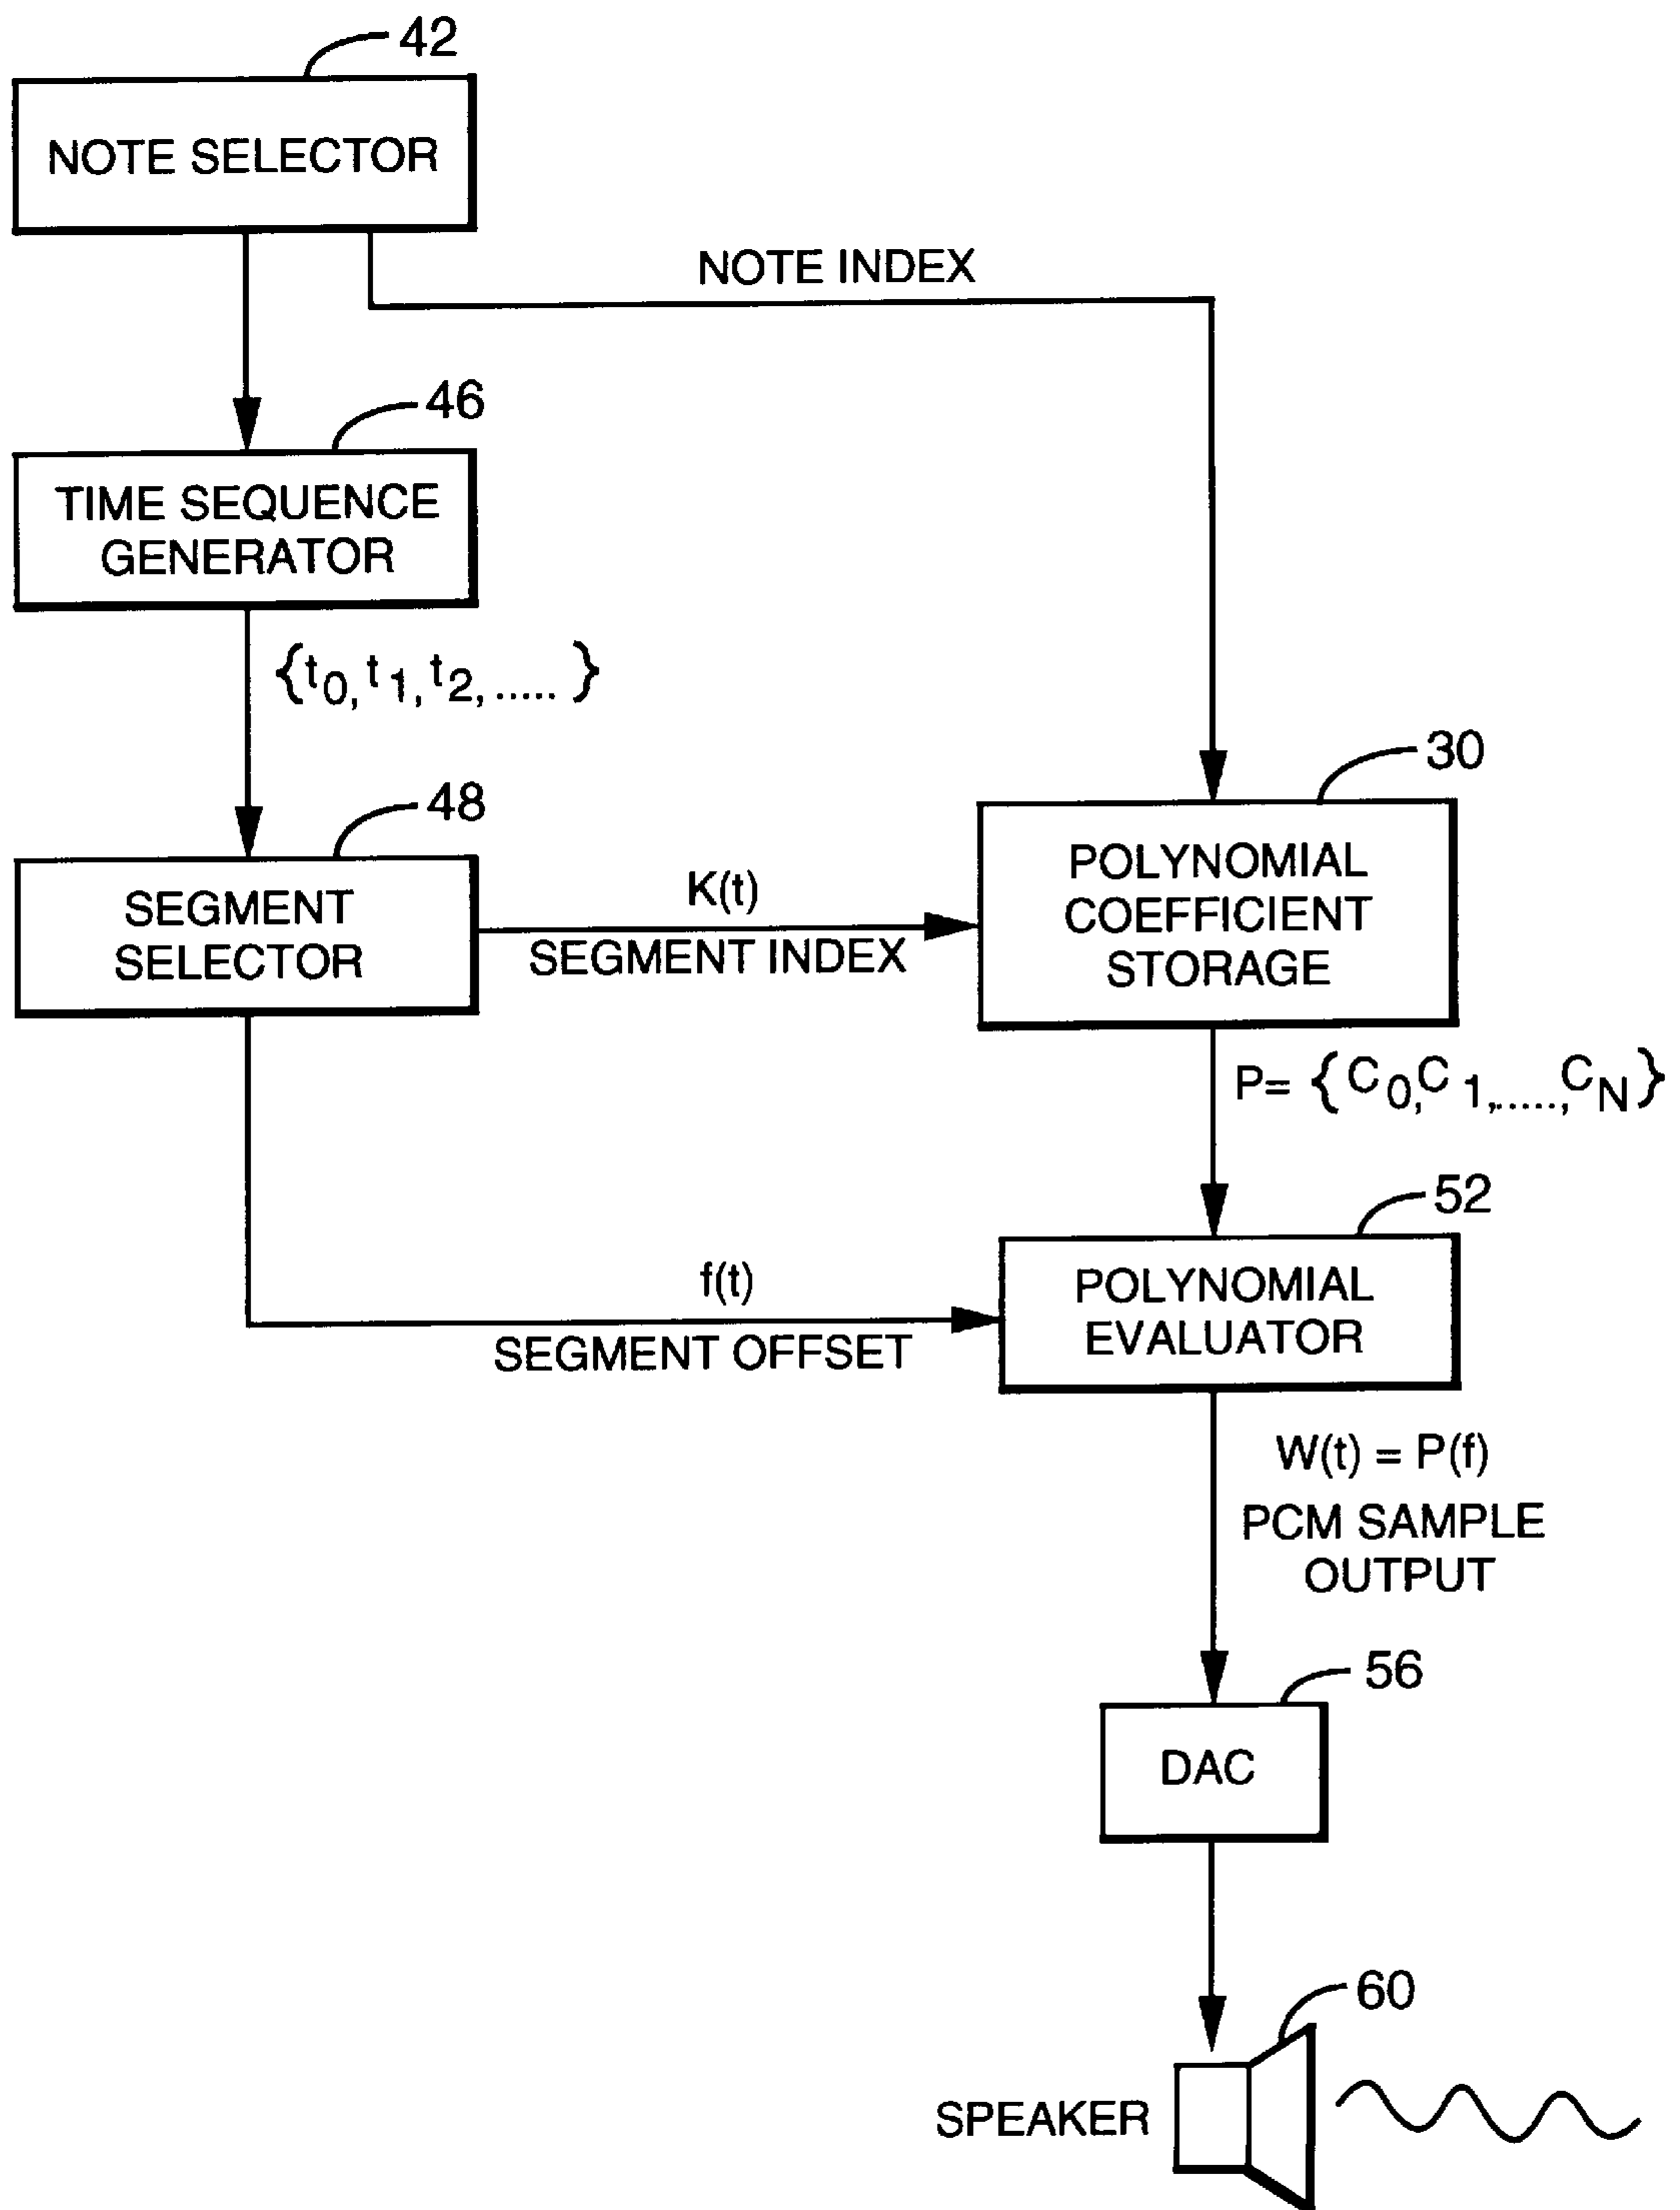 42
NOTE SELECTOR
NOTE INDEX
46
TIME SEQUENCE
GENERATOR
{t₀, t₁, t₂, ..... }
48
SEGMENT
SELECTOR
K(t)
SEGMENT INDEX
30
POLYNOMIAL
COEFFICIENT
STORAGE
P= {C₀,C₁,.....,C_N}
52
f(t)
SEGMENT OFFSET
POLYNOMIAL
EVALUATOR
W(t) = P(f)
PCM SAMPLE
OUTPUT
56
DAC
60
SPEAKER